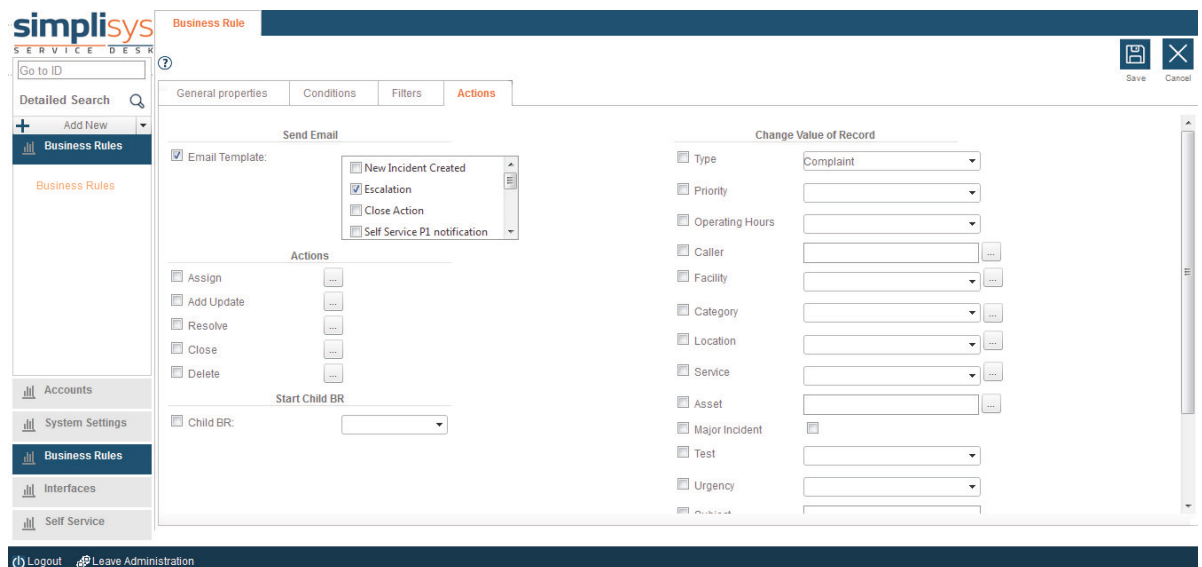 simplisys
SERVICE DESK
Go to ID
Detailed Search
Add New
Business Rules
Business Rules
Accounts
System Settings
Business Rules
Interfaces
Self Service
Business Rule
?
Save
Cancel
General properties
Conditions
Filters
Actions
Send Email
Email Template:
New Incident Created
Escalation
Close Action
Self Service P1 notification
Actions
Assign ...
Add Update ...
Resolve ...
Close ...
Delete ...
Start Child BR
Child BR:
Change Value of Record
Type Complaint
Priority
Operating Hours
Caller ...
Facility ...
Category ...
Location ...
Service ...
Asset ...
Major Incident
Test
Urgency
Subject
Logout
Leave Administration